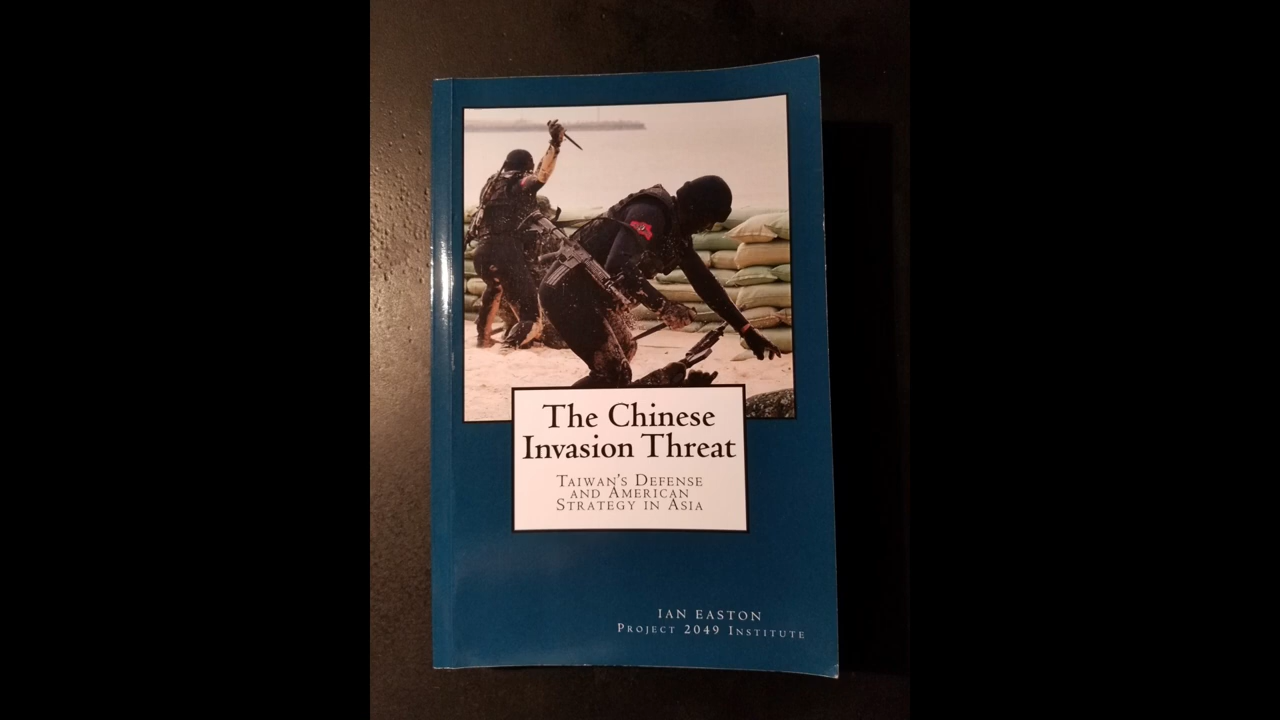 The Chinese
Invasion Threat
Taiwan's Defense
and American
Strategy in Asia
IAN EASTON
Project 2049 Institute